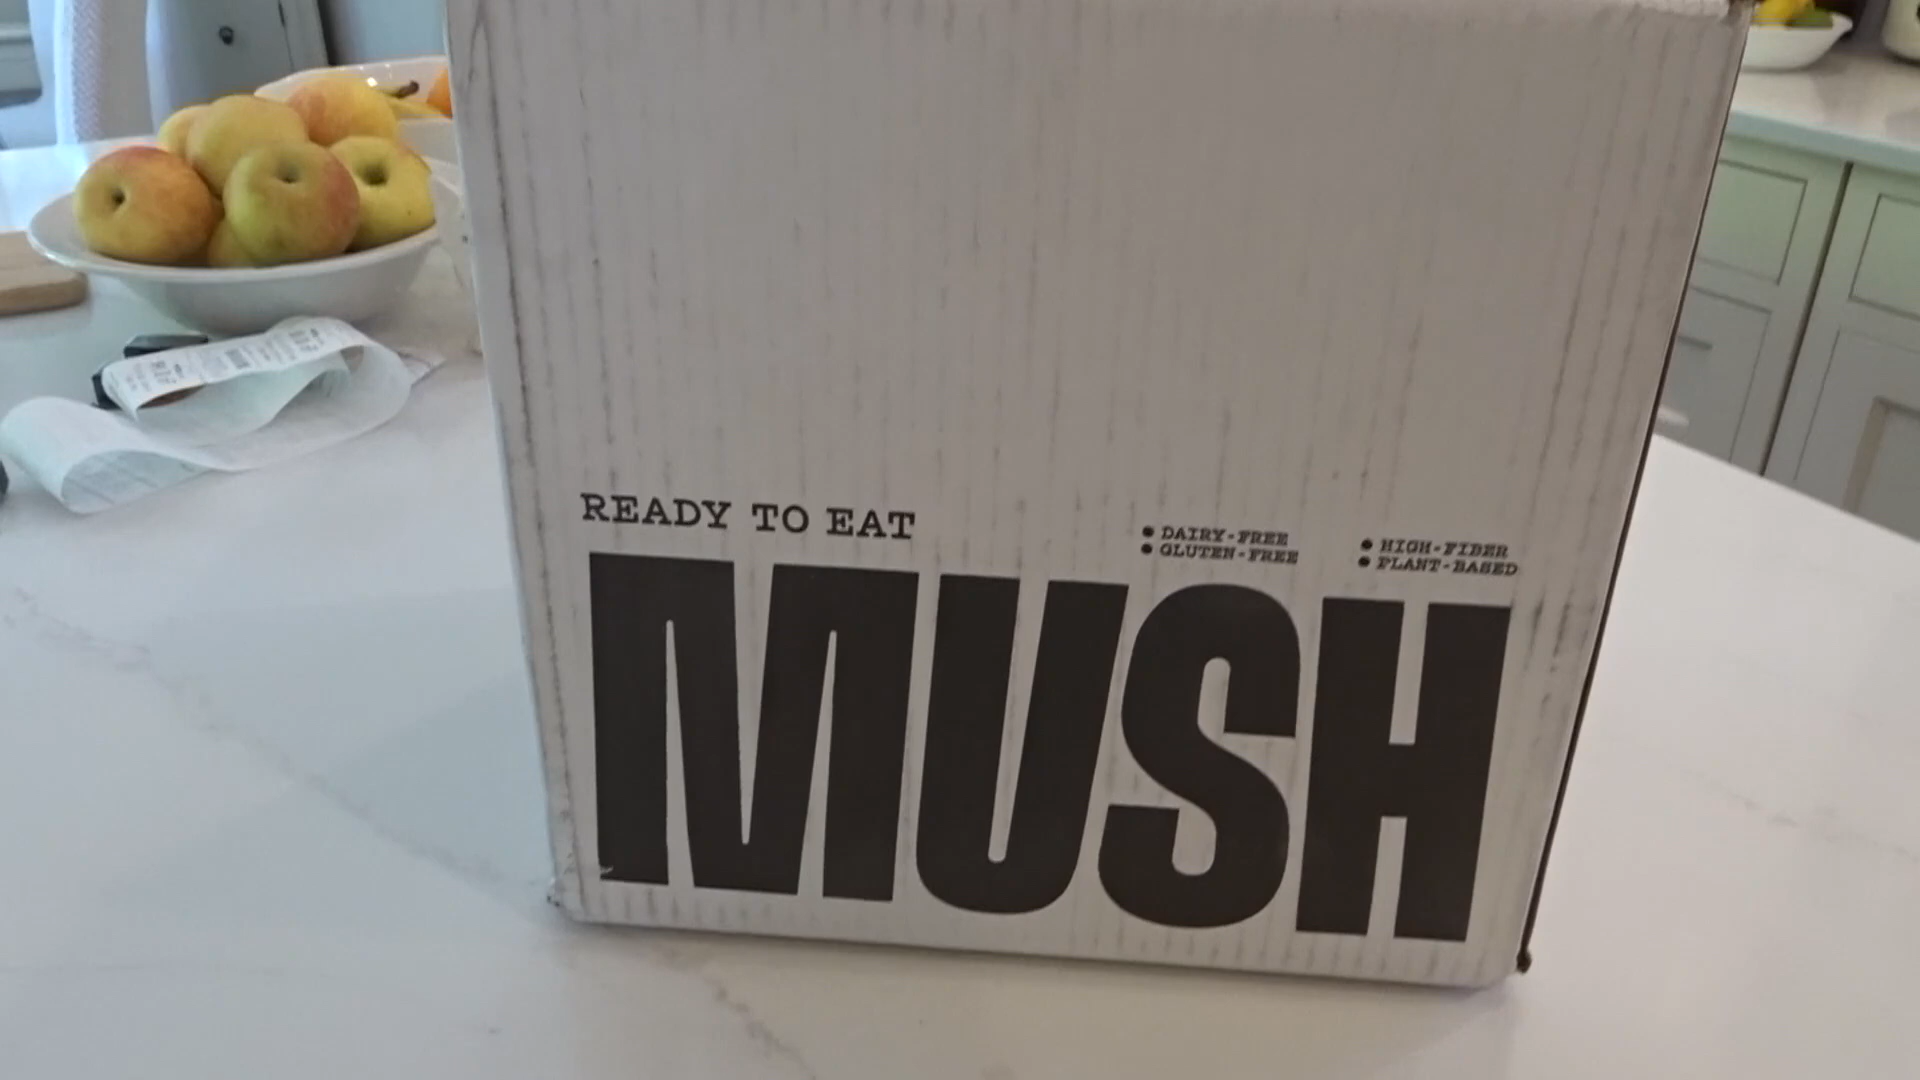 READY TO EAT
DAIRY-FREE
GLUTEN-FREE
HIGH-FIBER
PLANT-BASED
MUSH